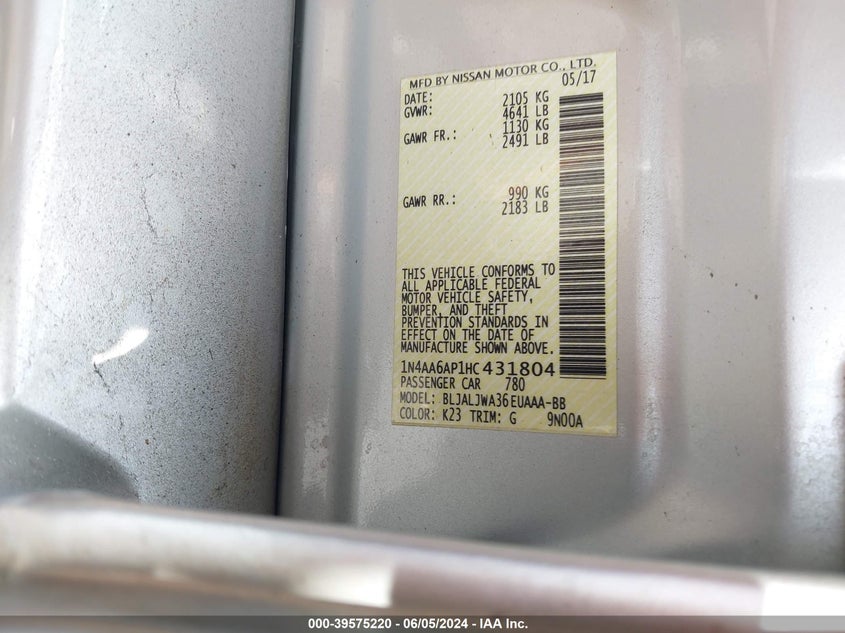 MFD BY NISSAN MOTOR CO., LTD.
DATE: 05/17
GVWR: 2105 KG
4641 LB
GAWR FR.: 1130 KG
2491 LB
GAWR RR.: 990 KG
2183 LB
THIS VEHICLE CONFORMS TO
ALL APPLICABLE FEDERAL
MOTOR VEHICLE SAFETY,
BUMPER, AND THEFT
PREVENTION STANDARDS IN
EFFECT ON THE DATE OF
MANUFACTURE SHOWN ABOVE.
1N4AA6AP1HC431804
PASSENGER CAR 780
MODEL: BLJALJWA36EUAAA-BB
COLOR: K23 TRIM: G 9N00A
000-39575220 - 06/05/2024 - IAA Inc.